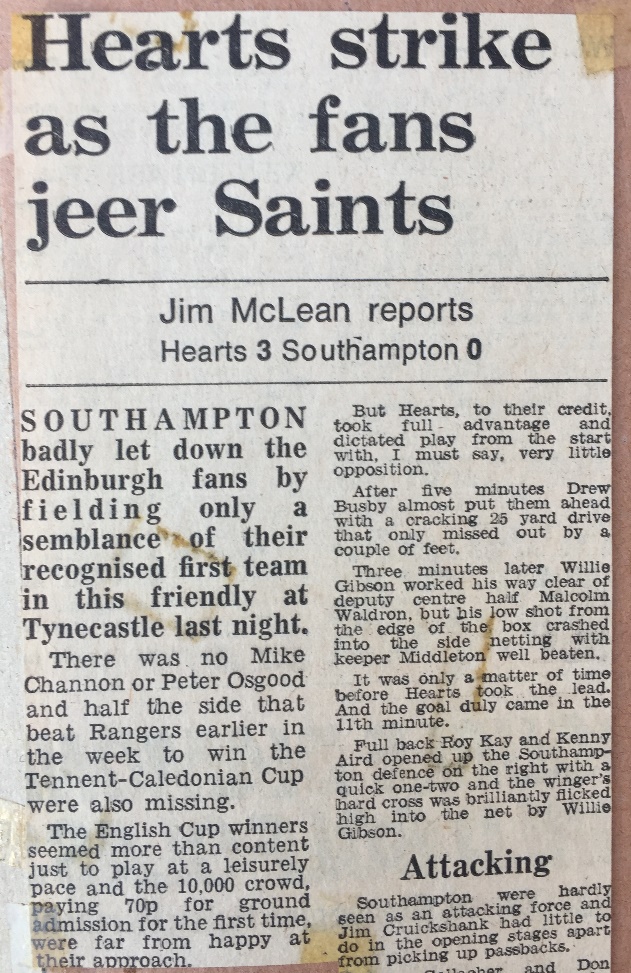 Hearts strike
as the fans
jeer Saints
Jim McLean reports
Hearts 3 Southampton 0
SOUTHAMPTON
badly let down the
Edinburgh fans by
fielding only a
semblance of their
recognised first team
in this friendly at
Tynecastle last night.
There was no Mike
Channon or Peter Osgood
and half the side that
beat Rangers earlier in
the week to win the
Tennent-Caledonian Cup
were also missing.
The English Cup winners
seemed more than content
just to play at a leisurely
pace and the 10,000 crowd,
paying 70p for ground
admission for the first time,
were far from happy at
their approach.
But Hearts, to their credit,
took full advantage and
dictated play from the start
with, I must say, very little
opposition.
After five minutes Drew
Busby almost put them ahead
with a cracking 25 yard drive
that only missed out by a
couple of feet.
Three minutes later Willie
Gibson worked his way clear of
deputy centre half Malcolm
Waldron, but his low shot from
the edge of the box crashed
into the side netting with
keeper Middleton well beaten.
It was only a matter of time
before Hearts took the lead.
And the goal duly came in the
11th minute.
Full back Roy Kay and Kenny
Aird opened up the Southamp-
ton defence on the right with a
quick one-two and the winger's
hard cross was brilliantly flicked
high into the net by Willie
Gibson.
Attacking
Southampton were hardly
seen as an attacking force and
Jim Cruickshank had little to
do in the opening stages apart
from picking up passbacks.
Gallagher and Don